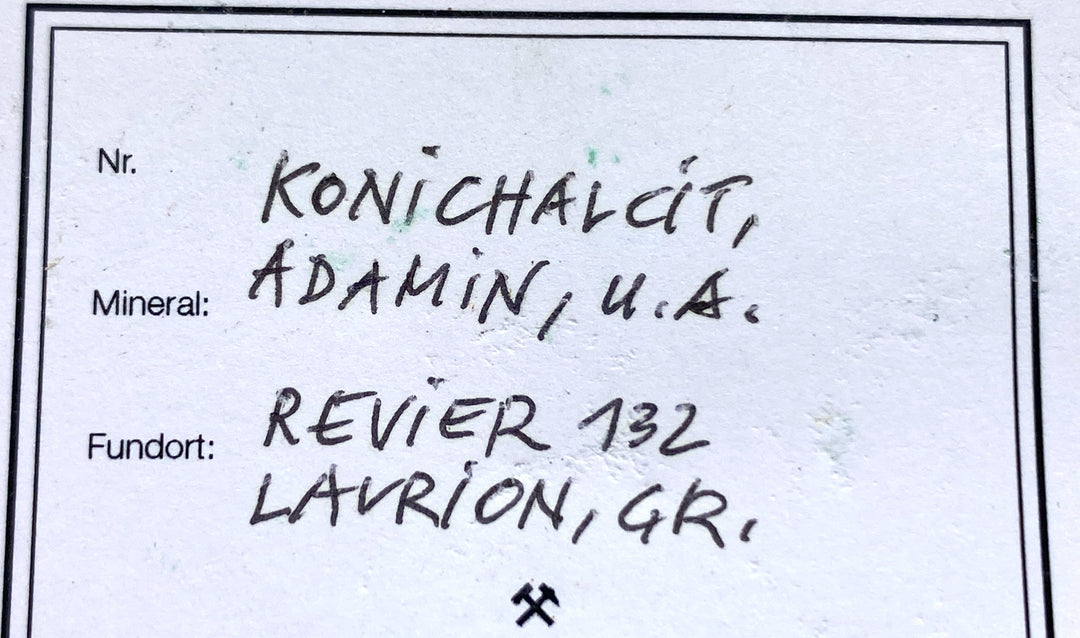 Nr.
KONiCHALCiT,
Mineral: ADAMiN, U.A.
Fundort: REViER 132
LAVRiON, GR.